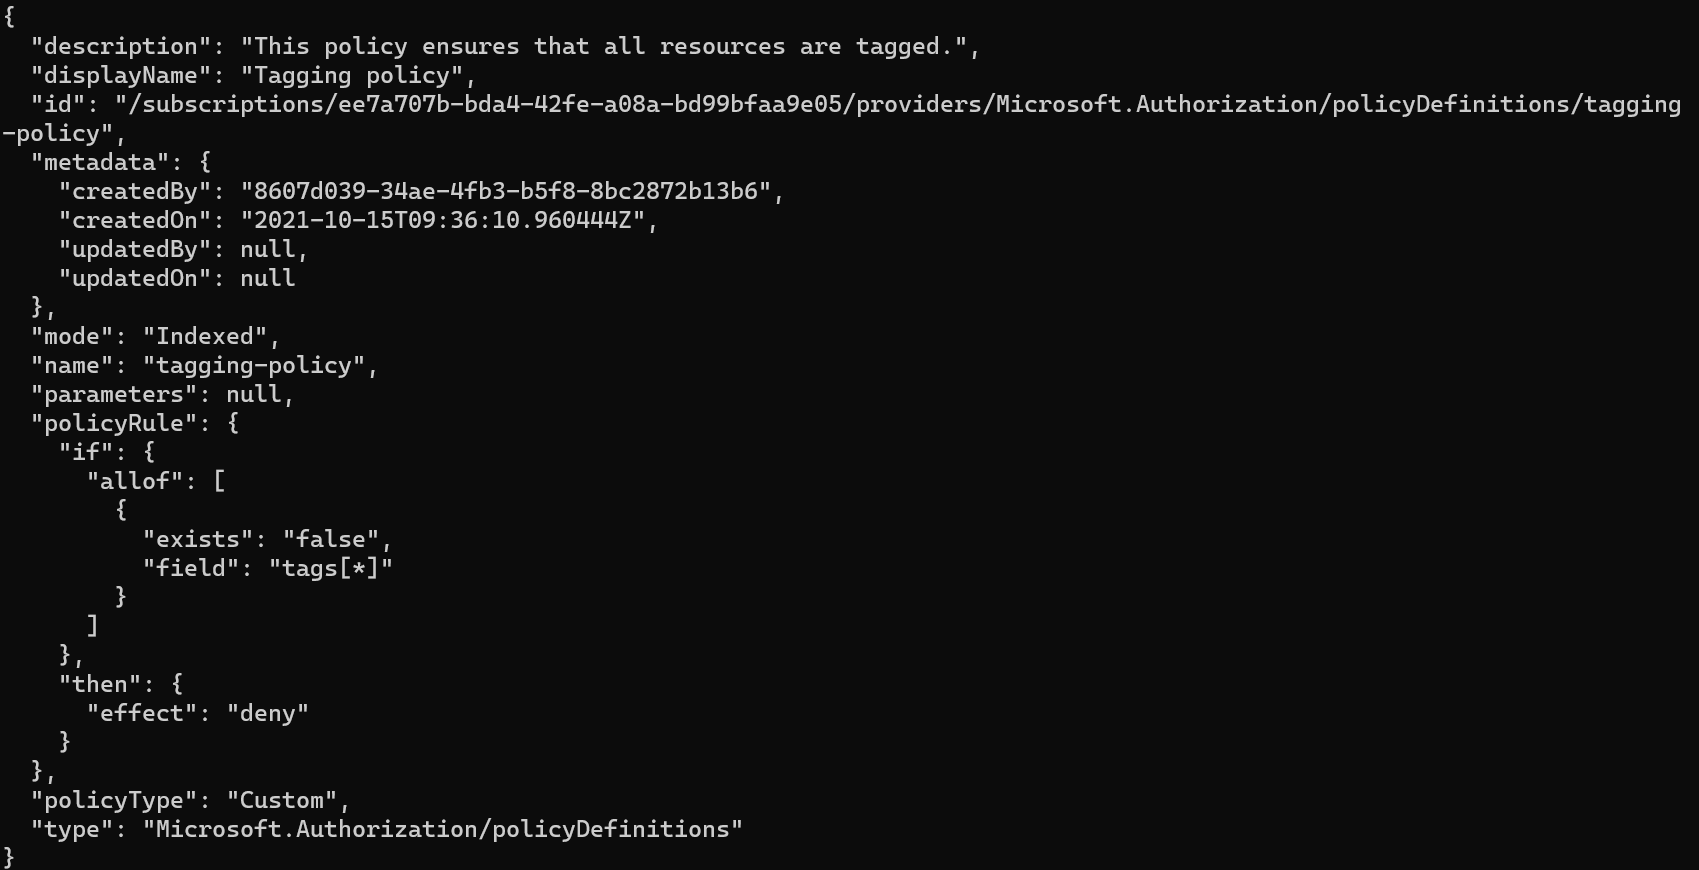 {
  "description": "This policy ensures that all resources are tagged.",
  "displayName": "Tagging policy",
  "id": "/subscriptions/ee7a707b-bda4-42fe-a08a-bd99bfaa9e05/providers/Microsoft.Authorization/policyDefinitions/tagging
-policy",
  "metadata": {
    "createdBy": "8607d039-34ae-4fb3-b5f8-8bc2872b13b6",
    "createdOn": "2021-10-15T09:36:10.960444Z",
    "updatedBy": null,
    "updatedOn": null
  },
  "mode": "Indexed",
  "name": "tagging-policy",
  "parameters": null,
  "policyRule": {
    "if": {
      "allof": [
        {
          "exists": "false",
          "field": "tags[*]"
        }
      ]
    },
    "then": {
      "effect": "deny"
    }
  },
  "policyType": "Custom",
  "type": "Microsoft.Authorization/policyDefinitions"
}